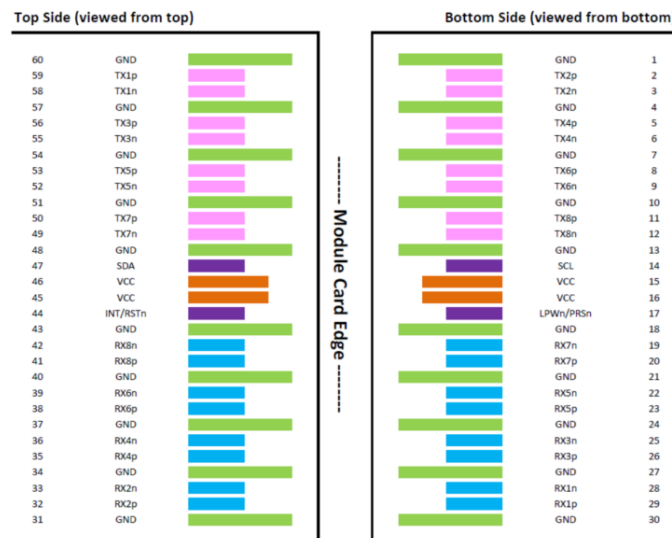 Top Side (viewed from top)
Bottom Side (viewed from bottom
60 GND
59 TX1p
58 TX1n
57 GND
56 TX3p
55 TX3n
54 GND
53 TX5p
52 TX5n
51 GND
50 TX7p
49 TX7n
48 GND
47 SDA
46 VCC
45 VCC
44 INT/RSTn
43 GND
42 RX8n
41 RX8p
40 GND
39 RX6n
38 RX6p
37 GND
36 RX4n
35 RX4p
34 GND
33 RX2n
32 RX2p
31 GND
-------- Module Card Edge --------
GND 1
TX2p 2
TX2n 3
GND 4
TX4p 5
TX4n 6
GND 7
TX6p 8
TX6n 9
GND 10
TX8p 11
TX8n 12
GND 13
SCL 14
VCC 15
VCC 16
LPWn/PRSn 17
GND 18
RX7n 19
RX7p 20
GND 21
RX5n 22
RX5p 23
GND 24
RX3n 25
RX3p 26
GND 27
RX1n 28
RX1p 29
GND 30